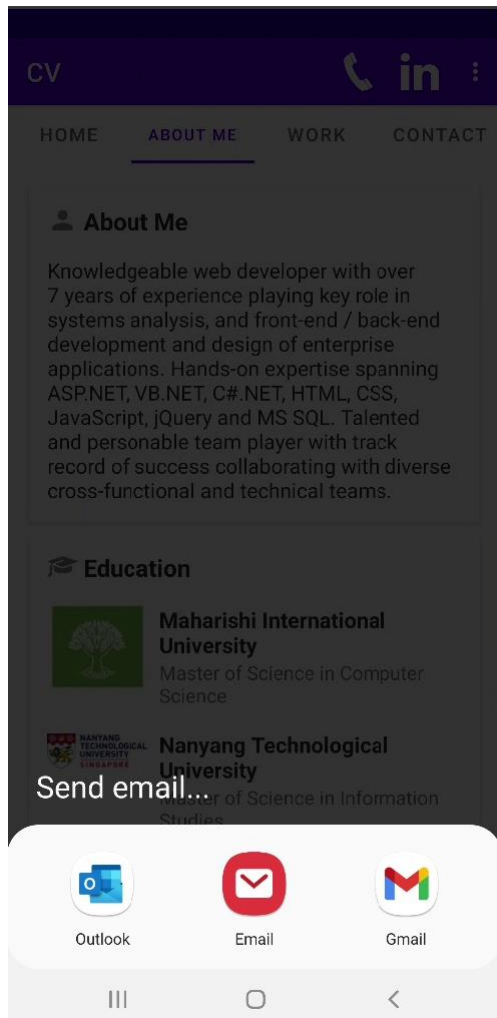 CV
in
HOME ABOUT ME WORK CONTACT
About Me
Knowledgeable web developer with over
7 years of experience playing key role in
systems analysis, and front-end / back-end
development and design of enterprise
applications. Hands-on expertise spanning
ASP.NET, VB.NET, C#.NET, HTML, CSS,
JavaScript, jQuery and MS SQL. Talented
and personable team player with track
record of success collaborating with diverse
cross-functional and technical teams.
Education
Maharishi International
University
Master of Science in Computer
Science
NANYANG
TECHNOLOGICAL
UNIVERSITY
SINGAPORE
Nanyang Technological
University
Master of Science in Information
Studies
Send email...
Outlook Email Gmail